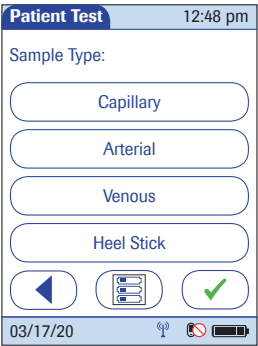 Patient Test 12:48 pm
Sample Type:
Capillary
Arterial
Venous
Heel Stick
03/17/20